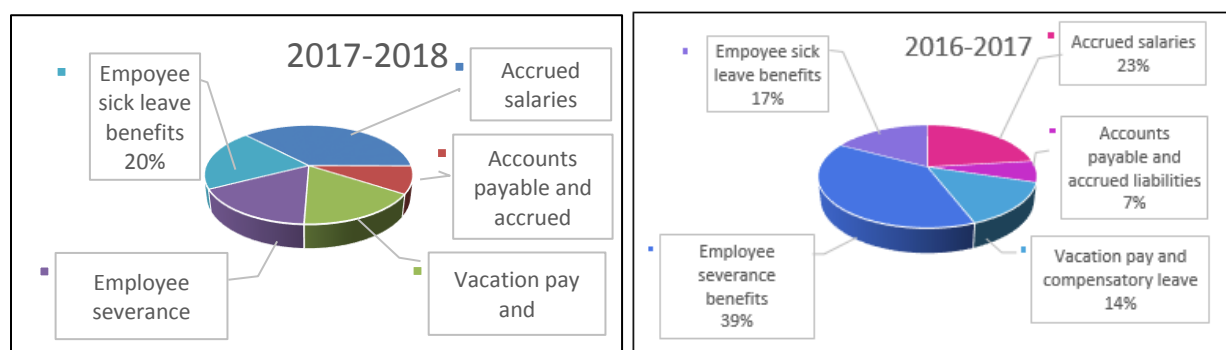 2017-2018
Empoyee
sick leave
benefits
20%
Accrued
salaries
Accounts
payable and
accrued
Employee
severance
Vacation pay
and
2016-2017
Empoyee sick
leave benefits
17%
Accrued salaries
23%
Accounts
payable and
accrued liabilities
7%
Employee
severance
benefits
39%
Vacation pay and
compensatory leave
14%